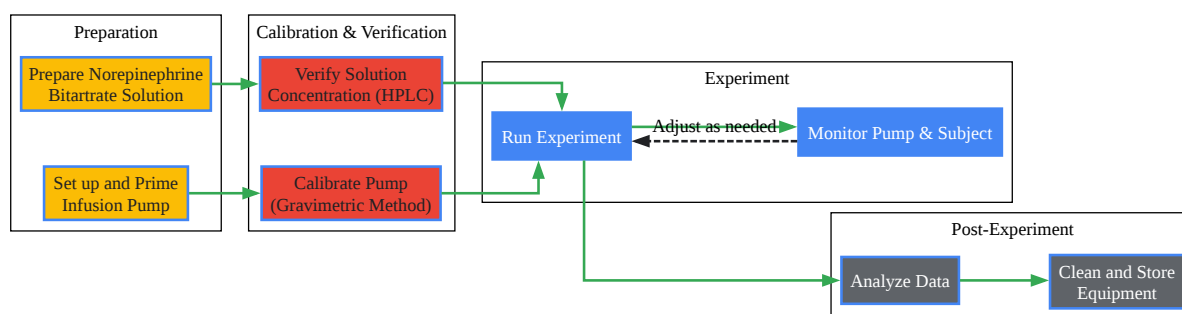 Preparation
Prepare Norepinephrine
Bitartrate Solution
Set up and Prime
Infusion Pump
Calibration & Verification
Verify Solution
Concentration (HPLC)
Calibrate Pump
(Gravimetric Method)
Experiment
Run Experiment
Adjust as needed
Monitor Pump & Subject
Post-Experiment
Analyze Data
Clean and Store
Equipment